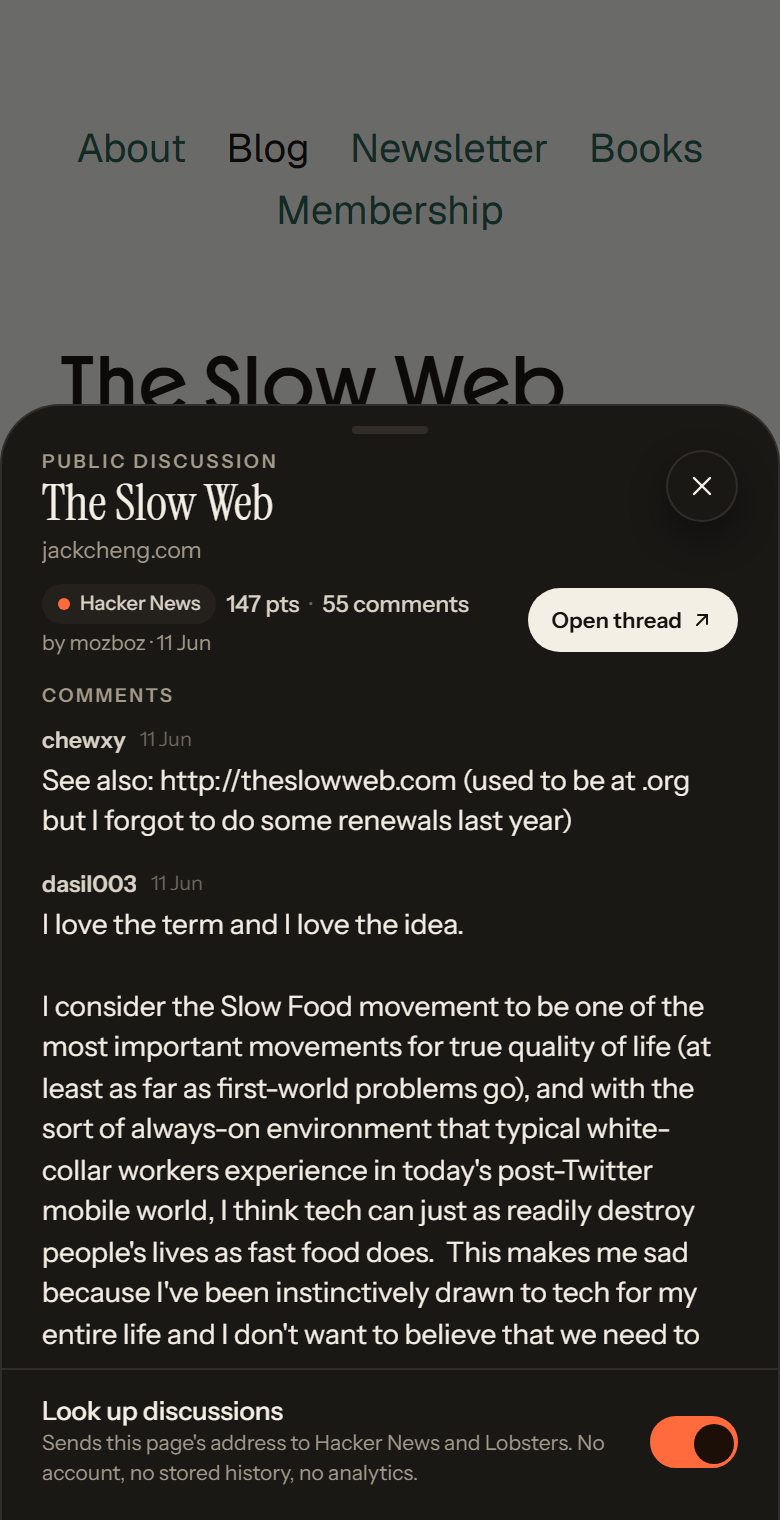 About Blog Newsletter Books
Membership
The Slow Web
PUBLIC DISCUSSION
The Slow Web
jackcheng.com
Hacker News 147 pts · 55 comments
by mozboz · 11 Jun
Open thread
COMMENTS
chewxy 11 Jun
See also: http://theslowweb.com (used to be at .org
but I forgot to do some renewals last year)
dasil003 11 Jun
I love the term and I love the idea.
I consider the Slow Food movement to be one of the
most important movements for true quality of life (at
least as far as first-world problems go), and with the
sort of always-on environment that typical white-
collar workers experience in today's post-Twitter
mobile world, I think tech can just as readily destroy
people's lives as fast food does.  This makes me sad
because I've been instinctively drawn to tech for my
entire life and I don't want to believe that we need to
Look up discussions
Sends this page's address to Hacker News and Lobsters. No
account, no stored history, no analytics.